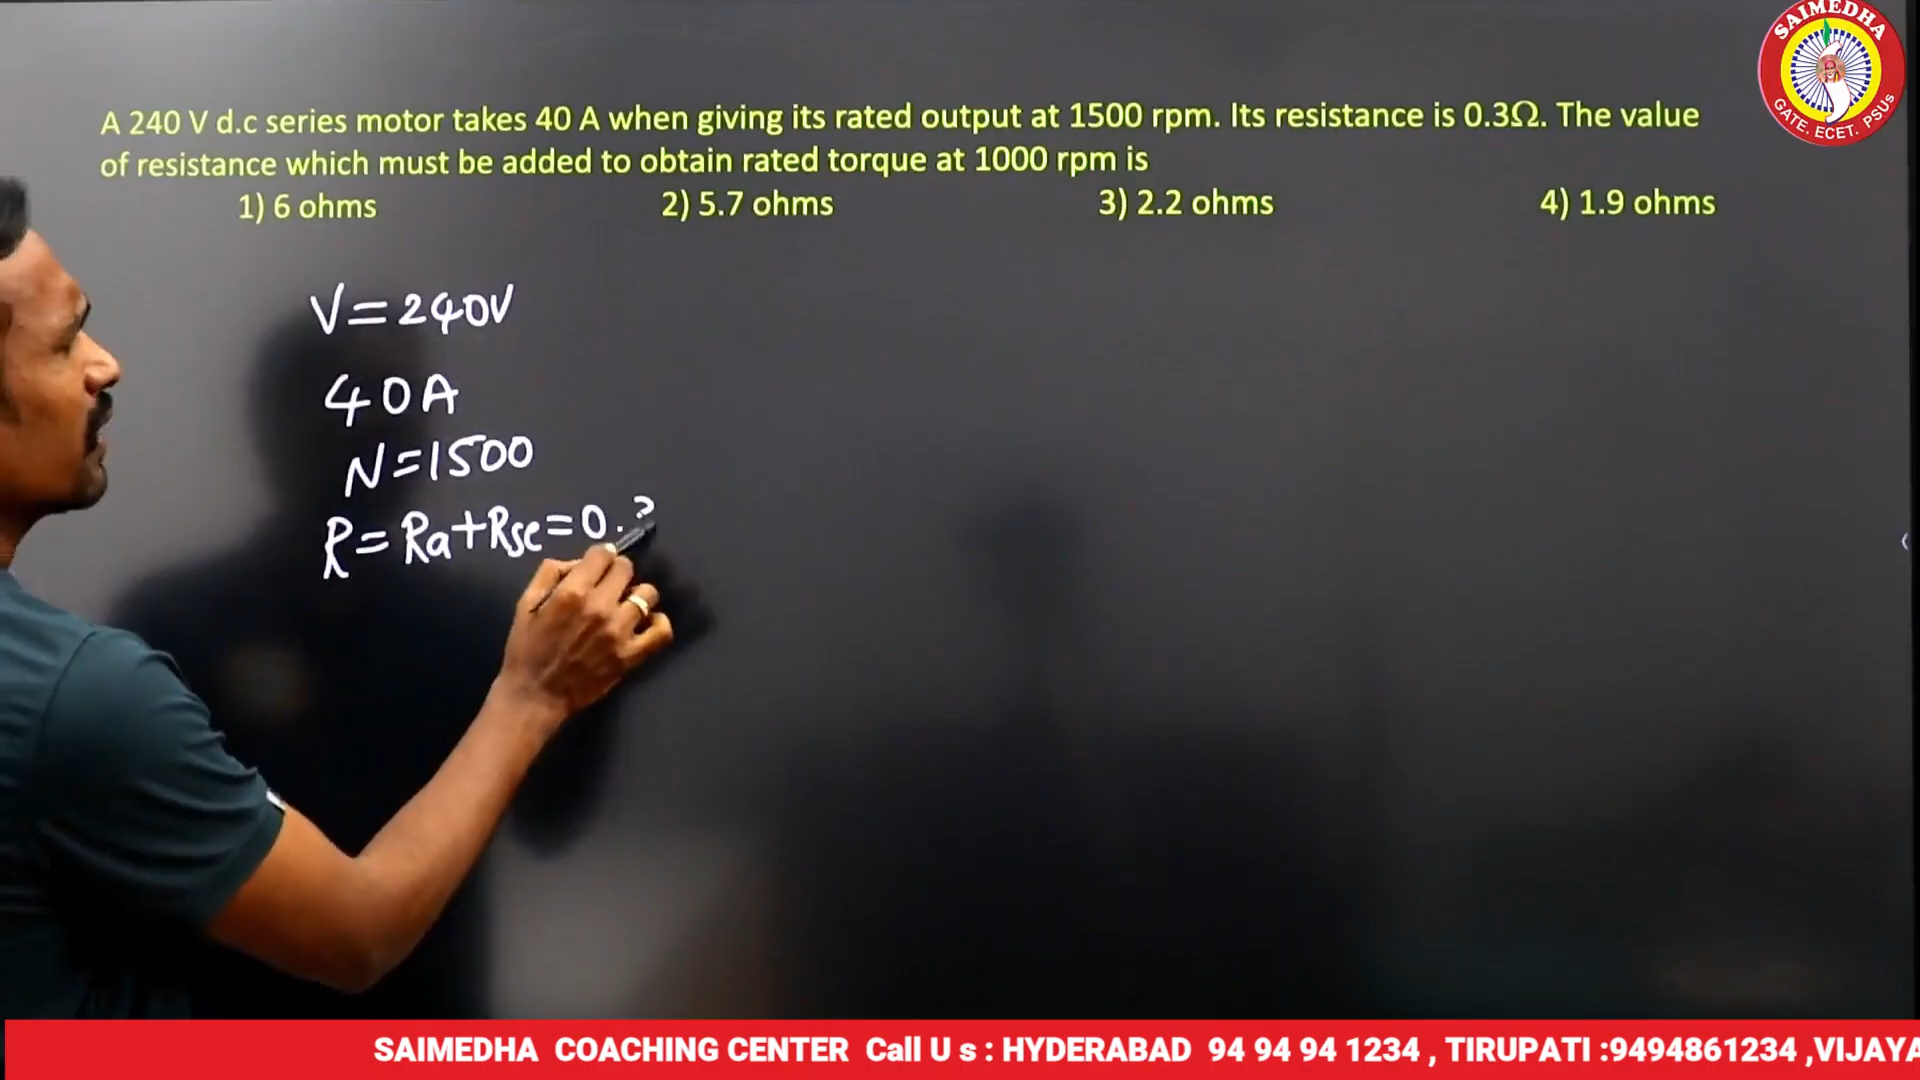 SAIMEDHA
GATE. ECET. PSUs
A 240 V d.c series motor takes 40 A when giving its rated output at 1500 rpm. Its resistance is 0.3Ω. The value
of resistance which must be added to obtain rated torque at 1000 rpm is
1) 6 ohms 2) 5.7 ohms 3) 2.2 ohms 4) 1.9 ohms
V=240V
40A
N=1500
R=Ra+Rse=0.3
SAIMEDHA COACHING CENTER Call U s : HYDERABAD 94 94 94 1234 , TIRUPATI :9494861234 ,VIJAYA